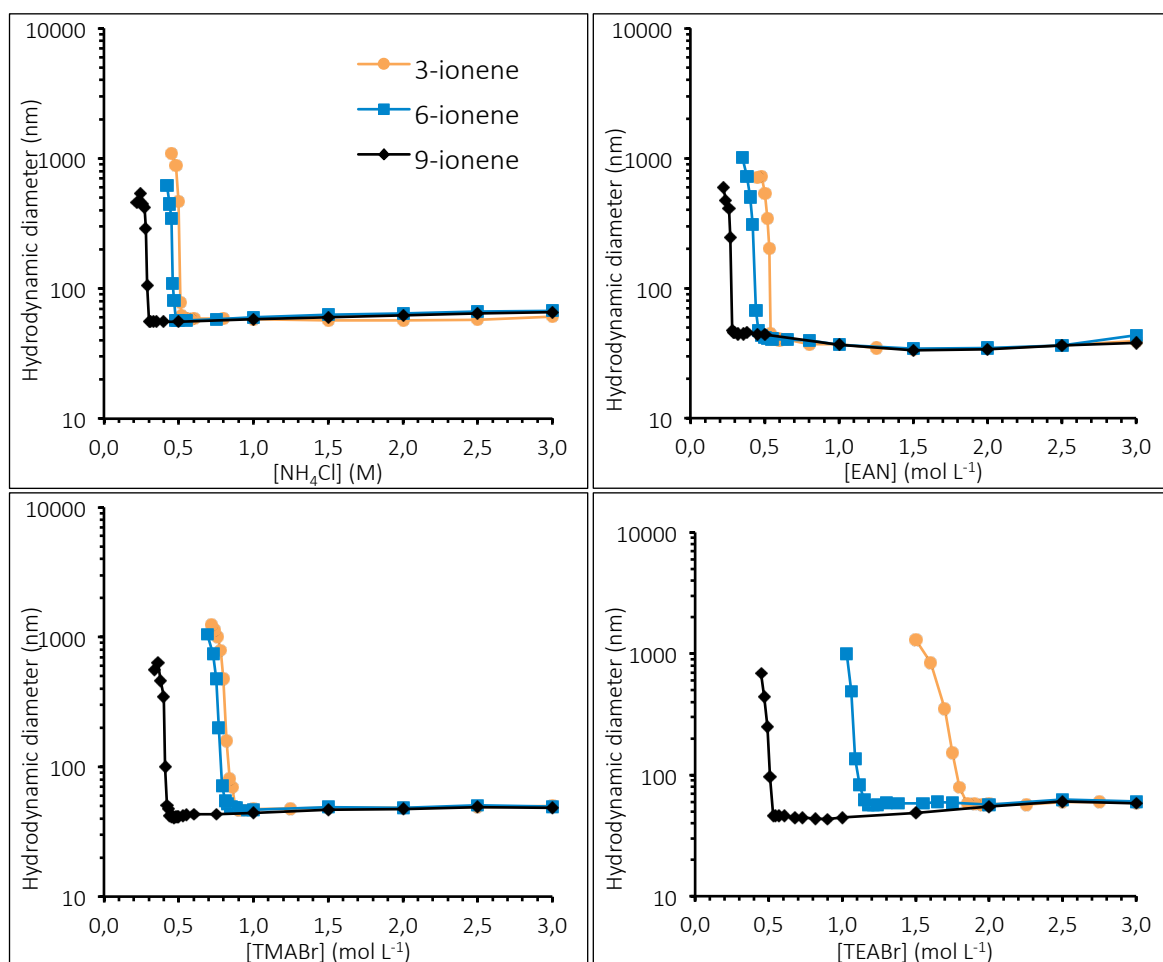 10000
1000
100
10
Hydrodynamic diameter (nm)
3-ionene
6-ionene
9-ionene
0,0 0,5 1,0 1,5 2,0 2,5 3,0
[NH₄Cl] (M)
10000
1000
100
10
Hydrodynamic diameter (nm)
0,0 0,5 1,0 1,5 2,0 2,5 3,0
[EAN] (mol L⁻¹)
10000
1000
100
10
Hydrodynamic diameter (nm)
0,0 0,5 1,0 1,5 2,0 2,5 3,0
[TMABr] (mol L⁻¹)
10000
1000
100
10
Hydrodynamic diameter (nm)
0,0 0,5 1,0 1,5 2,0 2,5 3,0
[TEABr] (mol L⁻¹)